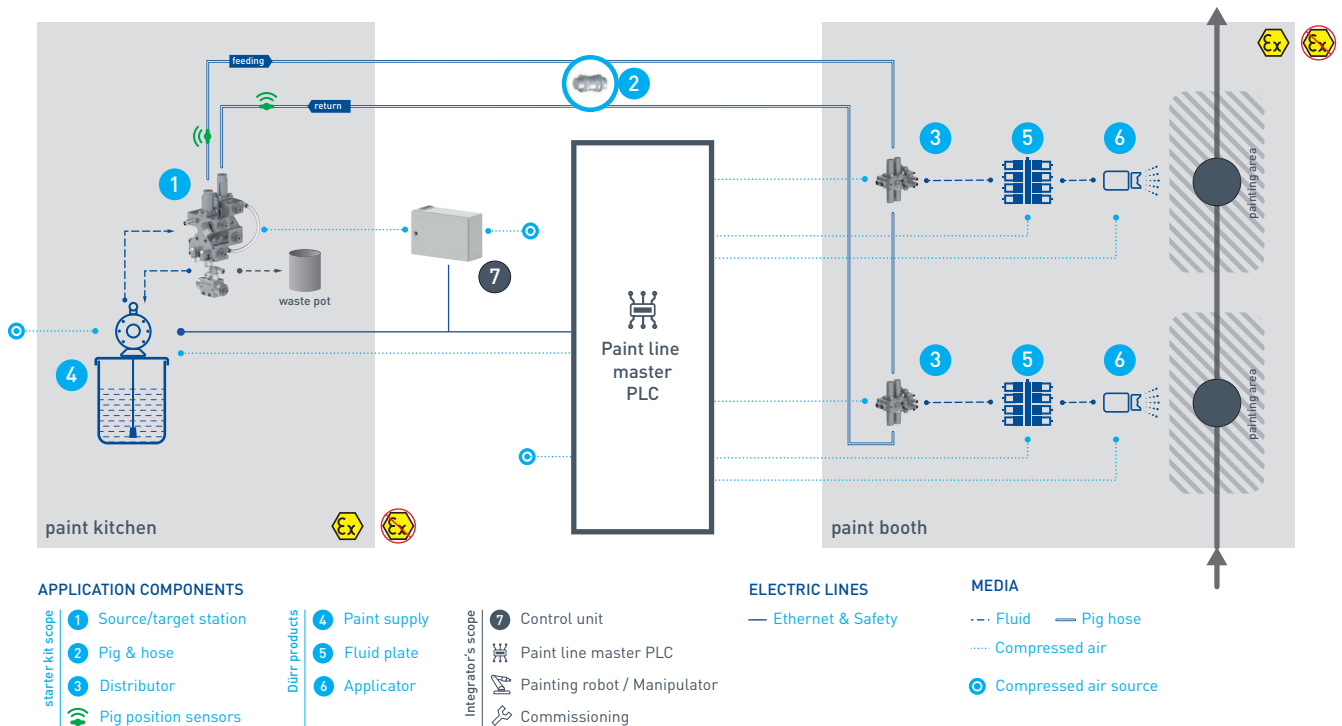 feeding
return
2
1
3
5
6
painting area
7
waste pot
4
Paint line
master
PLC
3
5
6
painting area
paint kitchen
Ex
Ex
paint booth
Ex
Ex
APPLICATION COMPONENTS
starter kit scope
1 Source/target station
2 Pig & hose
3 Distributor
Pig position sensors
Dürr products
4 Paint supply
5 Fluid plate
6 Applicator
Integrator's scope
7 Control unit
Paint line master PLC
Painting robot / Manipulator
Commissioning
ELECTRIC LINES
Ethernet & Safety
MEDIA
Fluid
Pig hose
Compressed air
Compressed air source